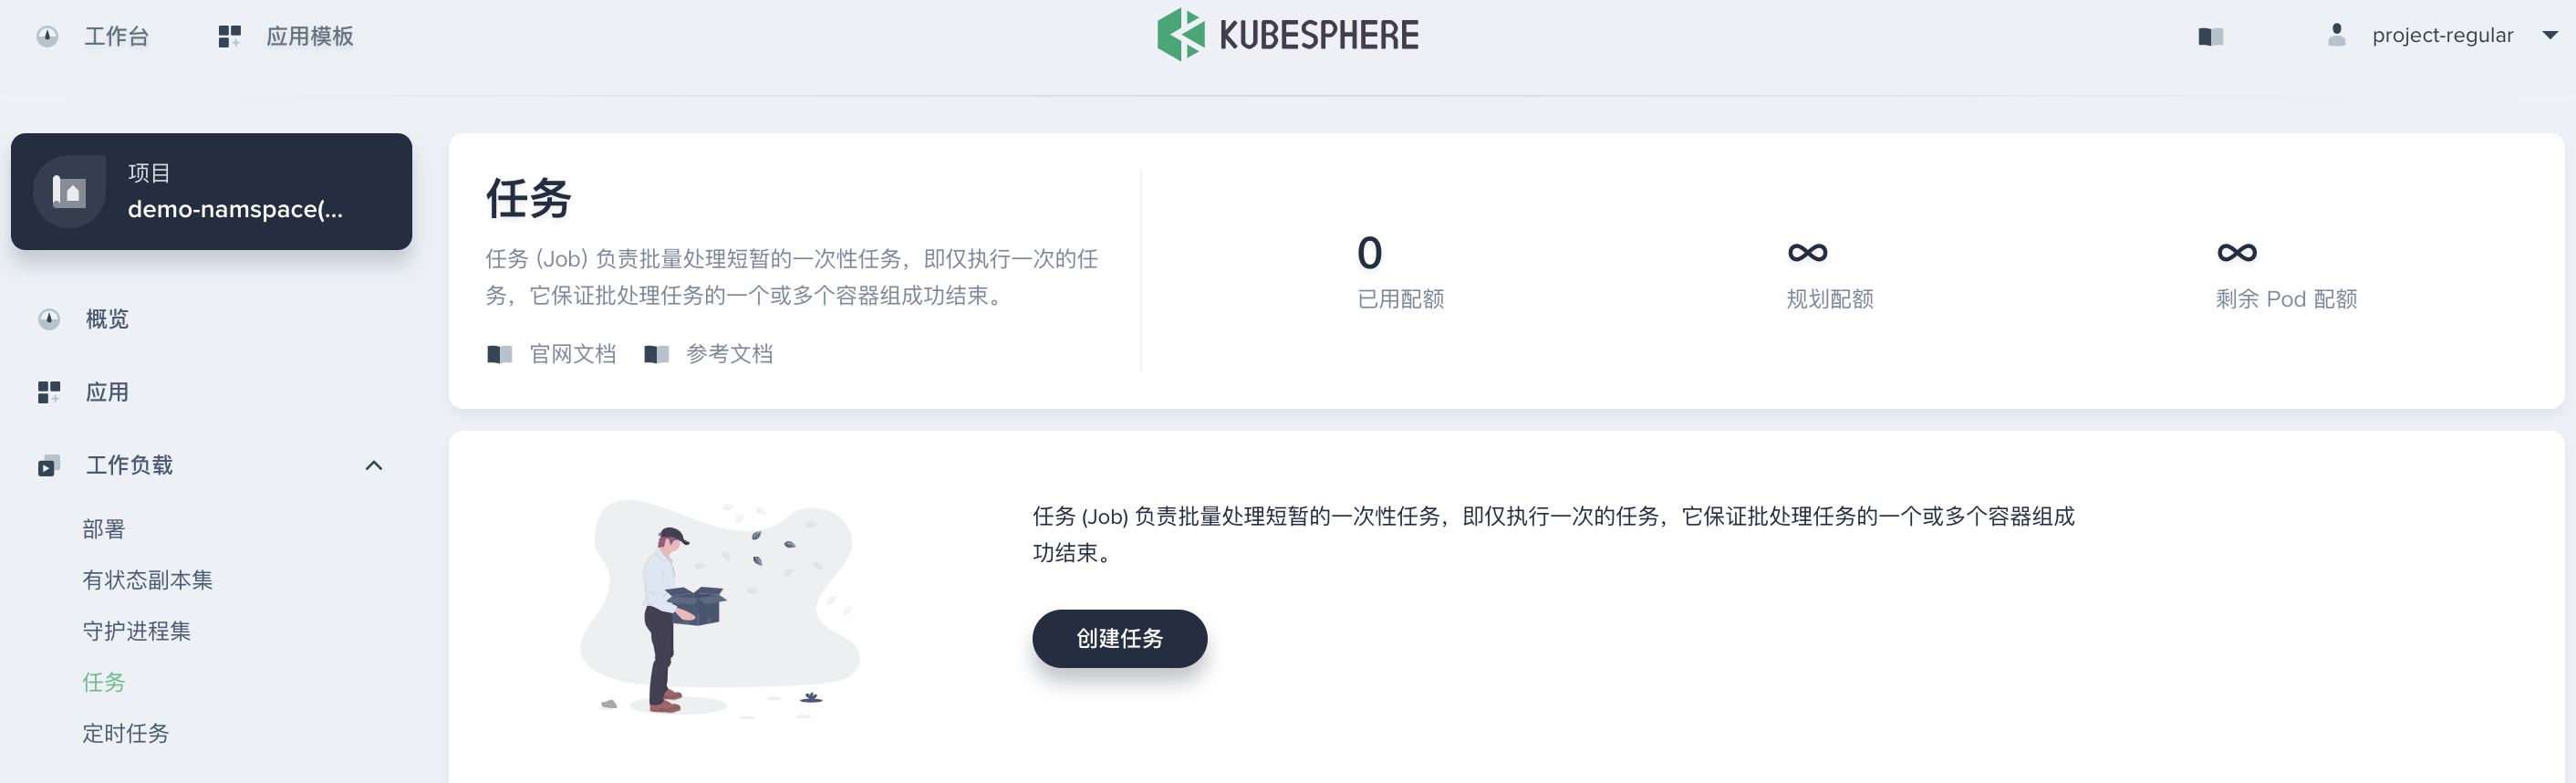 工作台
应用模板
KUBESPHERE
project-regular
项目
demo-namspace(...
概览
应用
工作负载
部署
有状态副本集
守护进程集
任务
定时任务
任务
任务 (Job) 负责批量处理短暂的一次性任务，即仅执行一次的任
务，它保证批处理任务的一个或多个容器组成功结束。
官网文档
参考文档
0
已用配额
∞
规划配额
∞
剩余 Pod 配额
任务 (Job) 负责批量处理短暂的一次性任务，即仅执行一次的任务，它保证批处理任务的一个或多个容器组成
功结束。
创建任务